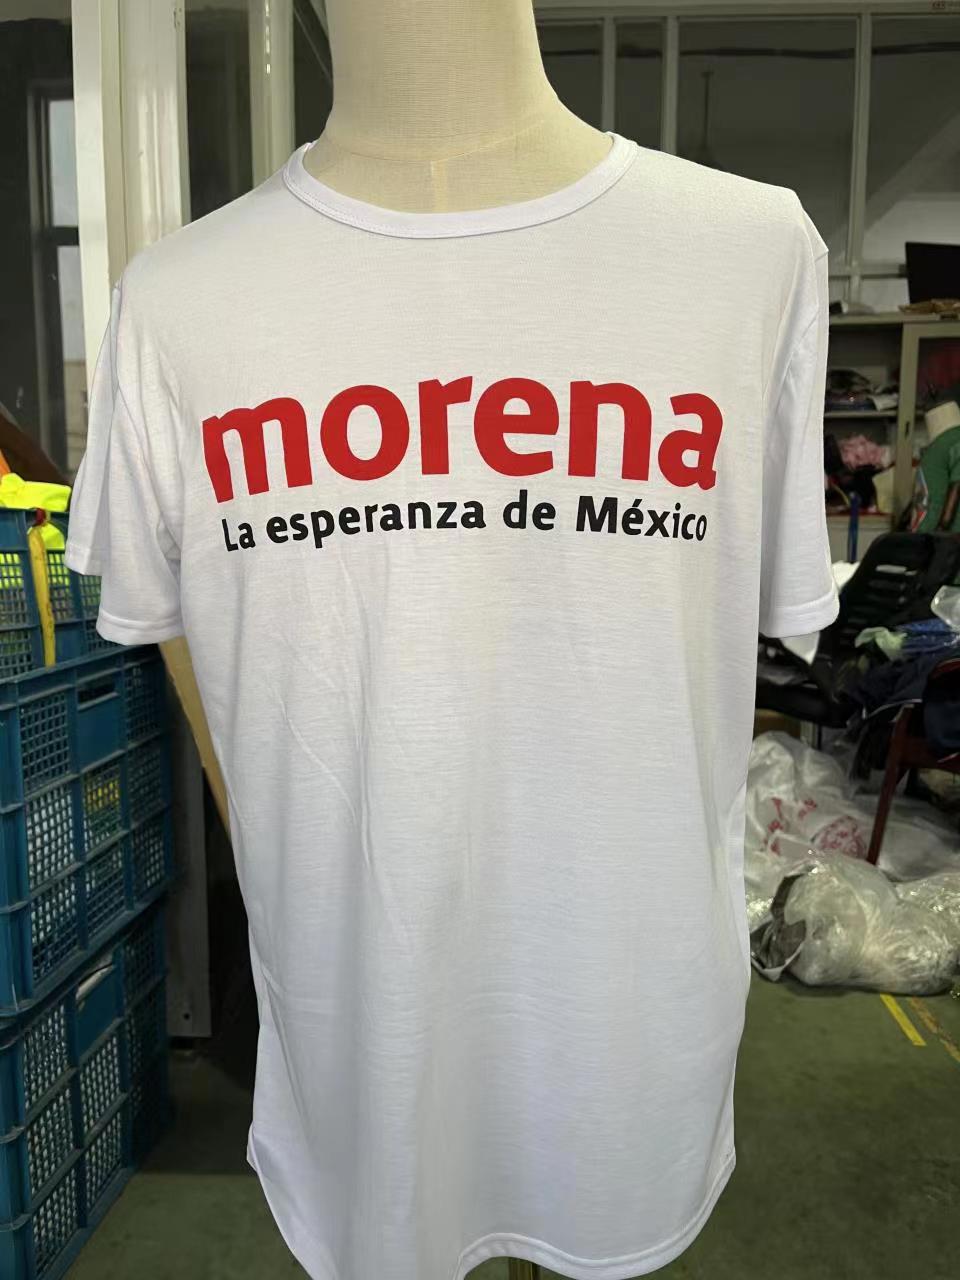 morena
La esperanza de México